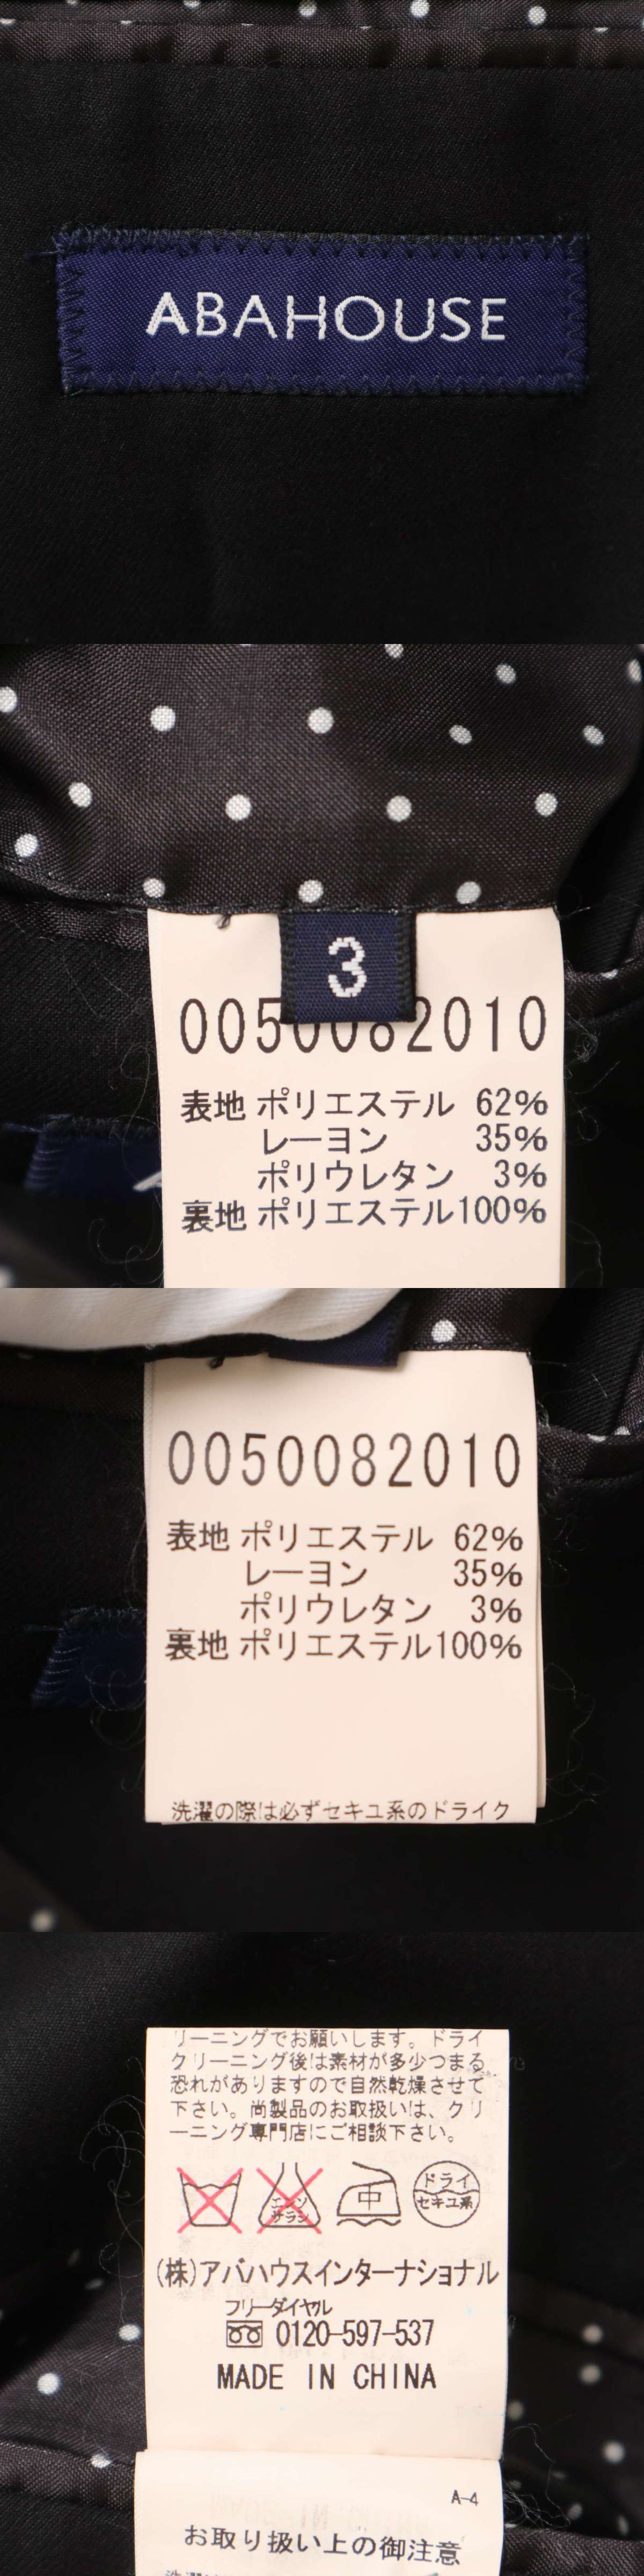 ABAHOUSE
3
0050082010
表地 ポリエステル 62%
レーヨン 35%
ポリウレタン 3%
裏地 ポリエステル100%
0050082010
表地 ポリエステル 62%
レーヨン 35%
ポリウレタン 3%
裏地 ポリエステル100%
洗濯の際は必ずセキユ系のドライク
リーニングでお願いします。ドライ
クリーニング後は素材が多少つまる
恐れがありますので自然乾燥させて
下さい。尚製品のお取扱いは、クリ
ーニング専門店にご相談下さい。
エンソ サラシ 中 ドライ セキユ系
(株)アバハウスインターナショナル
フリーダイヤル
0120-597-537
MADE IN CHINA
A-4
お取り扱い上の御注意